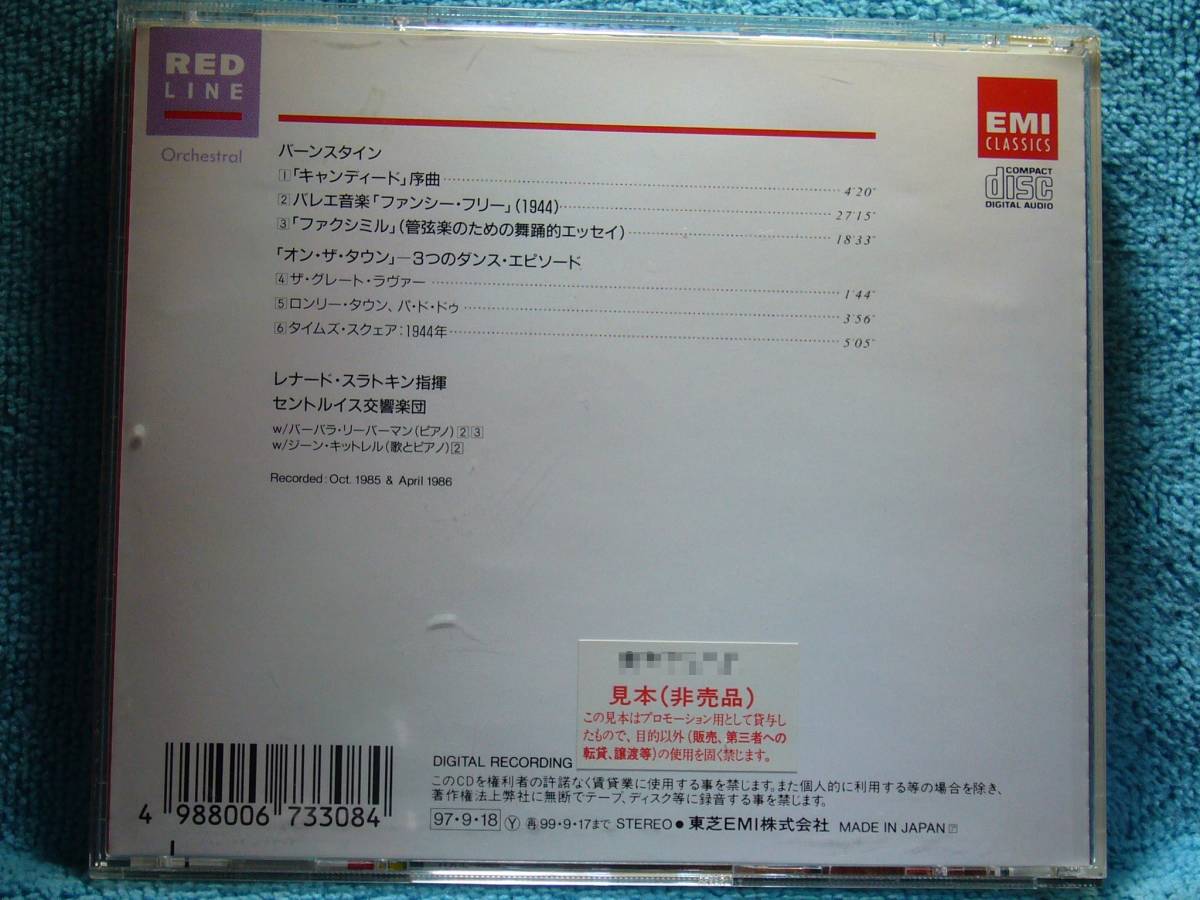 RED
LINE
Orchestral
EMI
CLASSICS
COMPACT
disc
DIGITAL AUDIO
バーンスタイン
1「キャンディード」序曲 4'20"
2 バレエ音楽「ファンシー・フリー」(1944) 27'15"
3「ファクシミル」(管弦楽のための舞踊的エッセイ) 18'33"
「オン・ザ・タウン」―3つのダンス・エピソード
4 ザ・グレート・ラヴァー 1'44"
5 ロンリー・タウン、パ・ド・ドゥ 3'56"
6 タイムズ・スクェア:1944年 5'05"
レナード・スラトキン指揮
セントルイス交響楽団
w/バーバラ・リーバーマン(ピアノ)2 3
w/ジーン・キットレル(歌とピアノ)2
Recorded: Oct. 1985 & April 1986
見本(非売品)
この見本はプロモーション用として貸与し
たもので、目的以外(販売、第三者への
転貸、譲渡等)の使用を固く禁じます。
DIGITAL RECORDING
このCDを権利者の許諾なく賃貸業に使用する事を禁じます。また個人的に利用する等の場合を除き、
著作権法上弊社に無断でテープ、ディスク等に録音する事を禁じます。
97・9・18 Ⓨ 再99・9・17まで STEREO ● 東芝EMI株式会社 MADE IN JAPAN
4 988006 733084